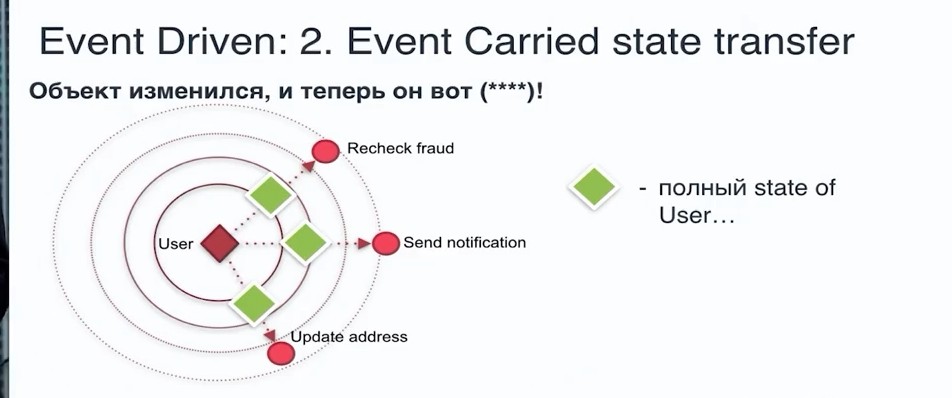 Event Driven: 2. Event Carried state transfer
Объект изменился, и теперь он вот (****)!
Recheck fraud
User
Send notification
Update address
- полный state of
User...